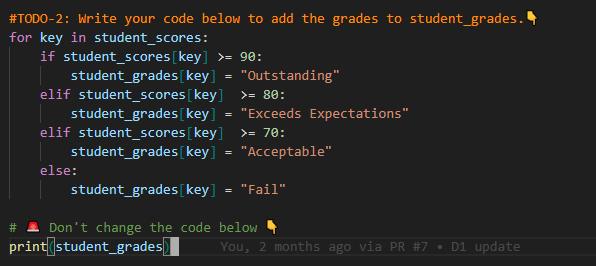 #TODO-2: Write your code below to add the grades to student_grades.👇
for key in student_scores:
    if student_scores[key] >= 90:
        student_grades[key] = "Outstanding"
    elif student_scores[key]  >= 80:
        student_grades[key] = "Exceeds Expectations"
    elif student_scores[key]  >= 70:
        student_grades[key] = "Acceptable"
    else:
        student_grades[key] = "Fail"
# 🚨 Don't change the code below 👇
print(student_grades)     You, 2 months ago via PR #7 • D1 update